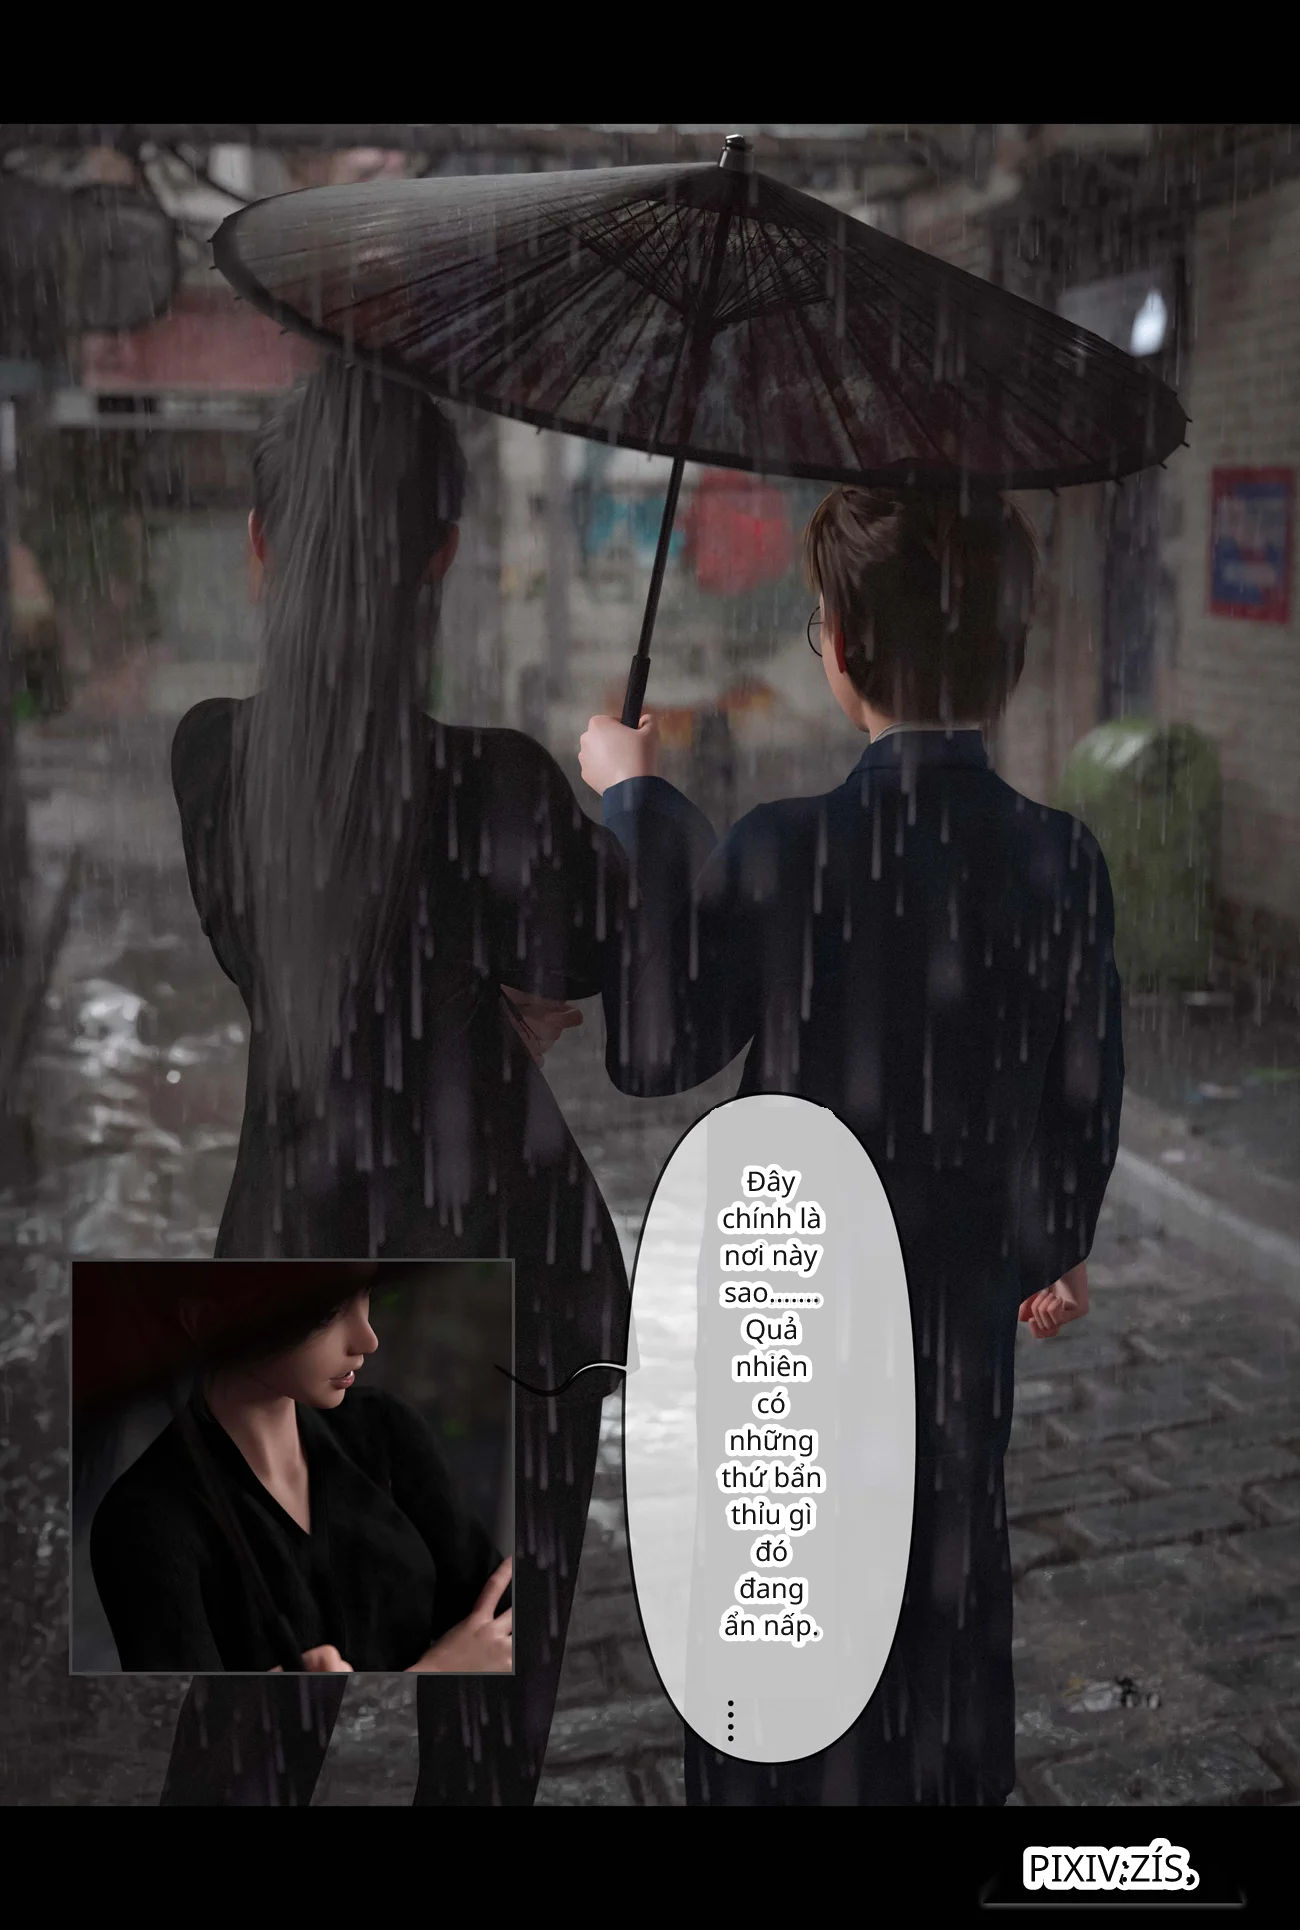 Đây
chính là
nơi này
sao.......
Quả
nhiên
có
những
thứ bẩn
thỉu gì
đó
đang
ẩn nấp.
....
PIXIV:ZÍS,